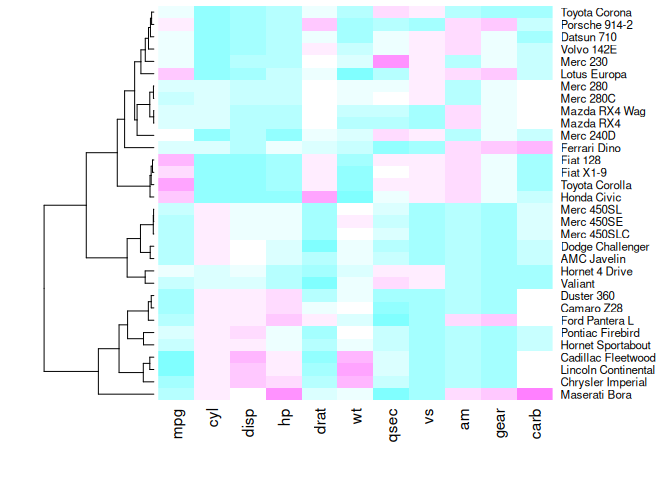 Toyota Corona
Porsche 914-2
Datsun 710
Volvo 142E
Merc 230
Lotus Europa
Merc 280
Merc 280C
Mazda RX4 Wag
Mazda RX4
Merc 240D
Ferrari Dino
Fiat 128
Fiat X1-9
Toyota Corolla
Honda Civic
Merc 450SL
Merc 450SE
Merc 450SLC
Dodge Challenger
AMC Javelin
Hornet 4 Drive
Valiant
Duster 360
Camaro Z28
Ford Pantera L
Pontiac Firebird
Hornet Sportabout
Cadillac Fleetwood
Lincoln Continental
Chrysler Imperial
Maserati Bora
mpg
cyl
disp
hp
drat
wt
qsec
vs
am
gear
carb